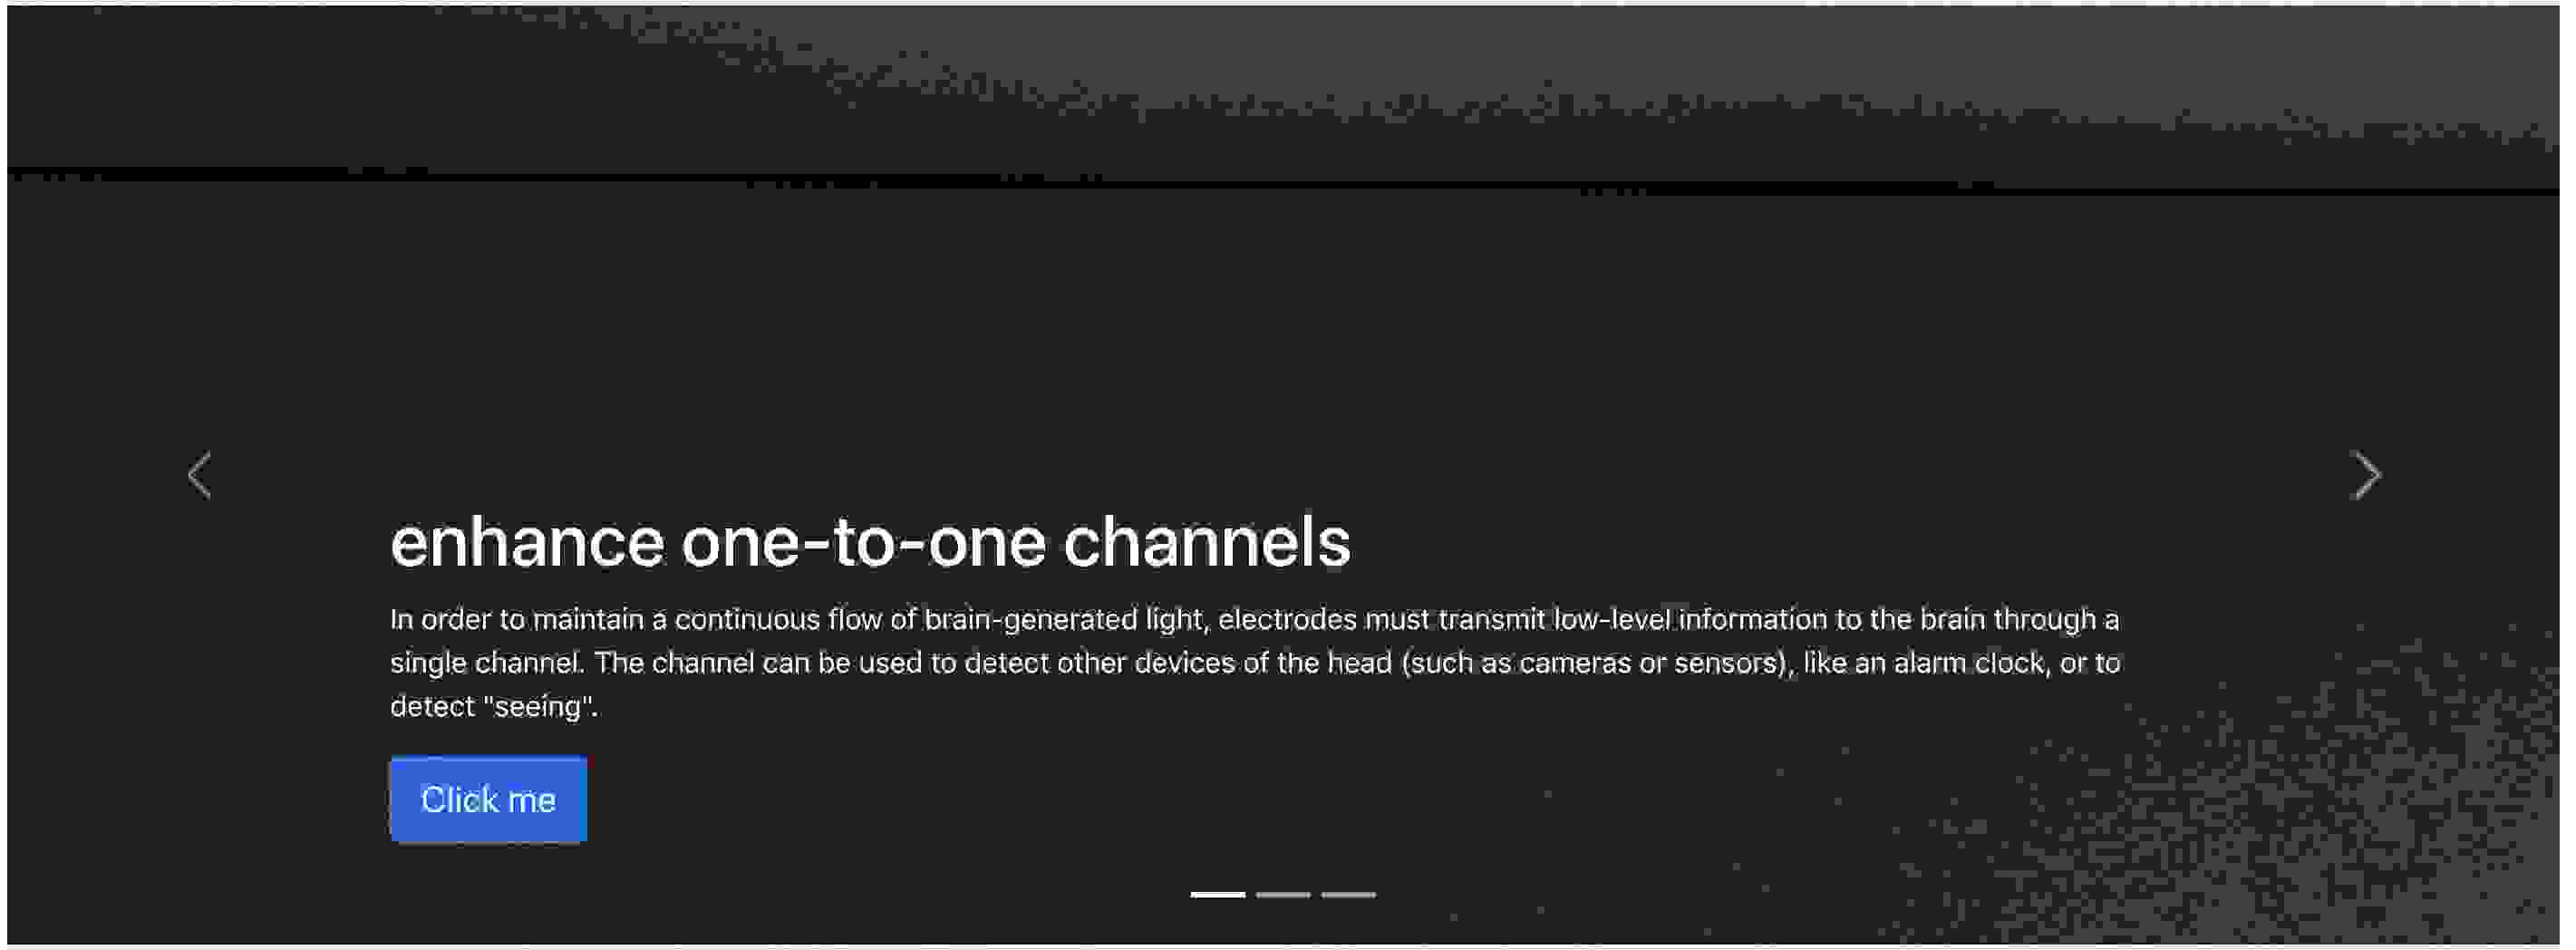 enhance one-to-one channels
In order to maintain a continuous flow of brain-generated light, electrodes must transmit low-level information to the brain through a
single channel. The channel can be used to detect other devices of the head (such as cameras or sensors), like an alarm clock, or to
detect "seeing".
Click me